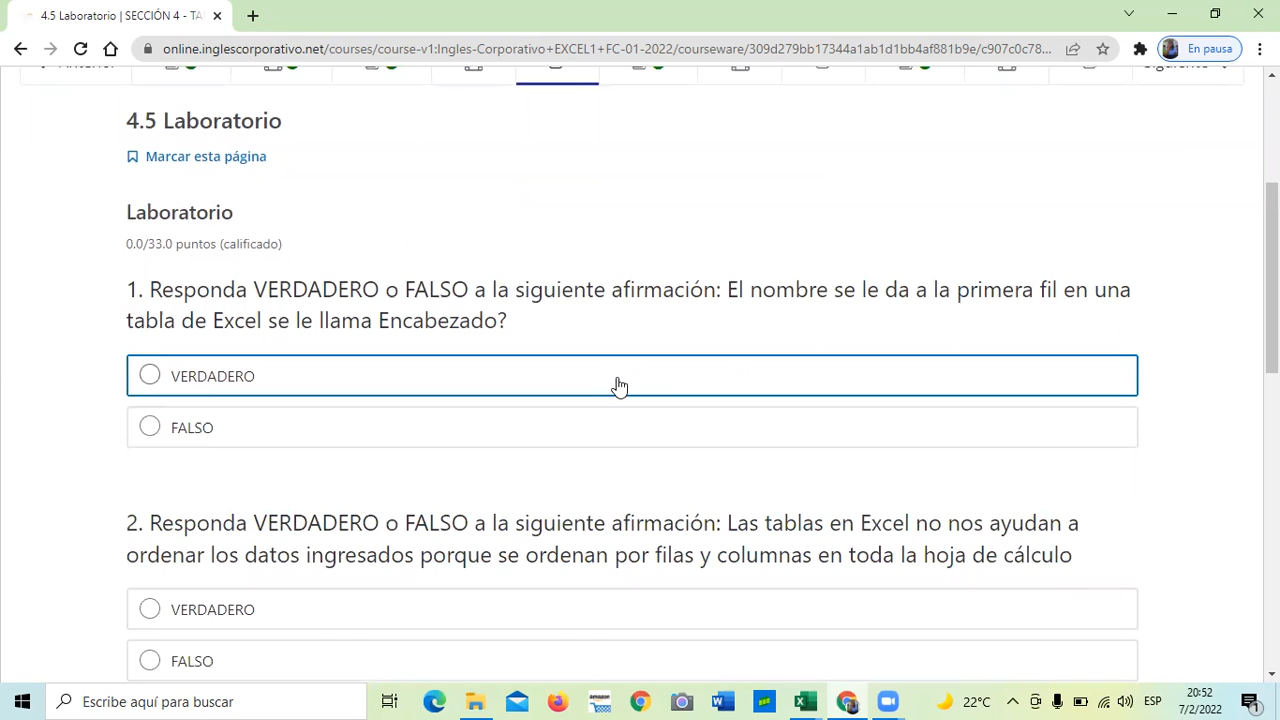 4.5 Laboratorio | SECCIÓN 4 - TA
online.inglescorporativo.net/courses/course-v1:Ingles-Corporativo+EXCEL1+FC-01-2022/courseware/309d279bb17344a1ab1d1bb4af881b9e/c907c0c78...
En pausa
4.5 Laboratorio
Marcar esta página
Laboratorio
0.0/33.0 puntos (calificado)
1. Responda VERDADERO o FALSO a la siguiente afirmación: El nombre se le da a la primera fil en una
tabla de Excel se le llama Encabezado?
VERDADERO
FALSO
2. Responda VERDADERO o FALSO a la siguiente afirmación: Las tablas en Excel no nos ayudan a
ordenar los datos ingresados porque se ordenan por filas y columnas en toda la hoja de cálculo
VERDADERO
FALSO
Escribe aquí para buscar
22°C
ESP
20:52
7/2/2022